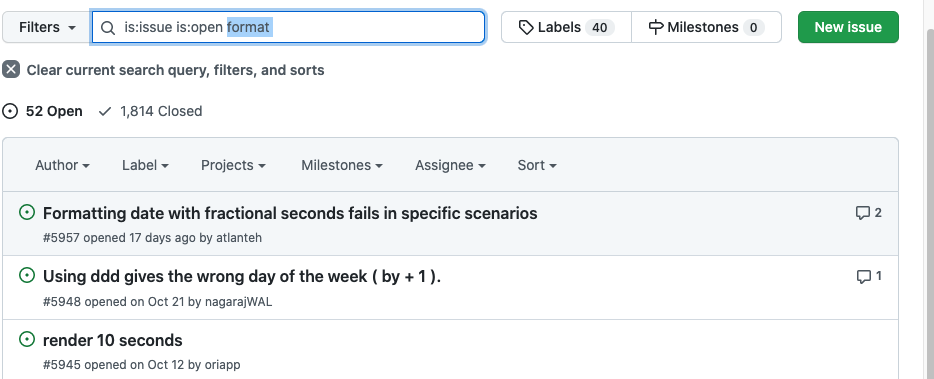 Filters is:issue is:open format Labels 40 Milestones 0 New issue
Clear current search query, filters, and sorts
52 Open 1,814 Closed
Author Label Projects Milestones Assignee Sort
Formatting date with fractional seconds fails in specific scenarios 2
#5957 opened 17 days ago by atlanteh
Using ddd gives the wrong day of the week ( by + 1 ). 1
#5948 opened on Oct 21 by nagarajWAL
render 10 seconds
#5945 opened on Oct 12 by oriapp